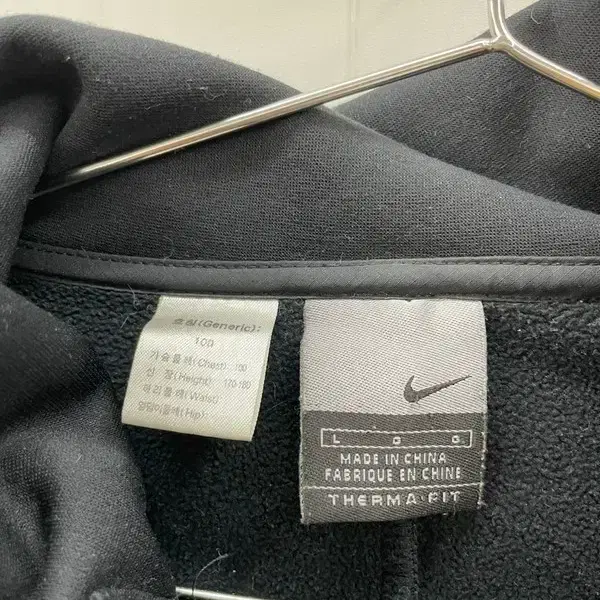 호칭(Generic):
100
가슴둘레(Chest): 100
신 장(Height): 170-180
허리둘레(Waist)
엉덩이둘레(Hip):
L G G
MADE IN CHINA
FABRIQUE EN CHINE
THERMA-FIT